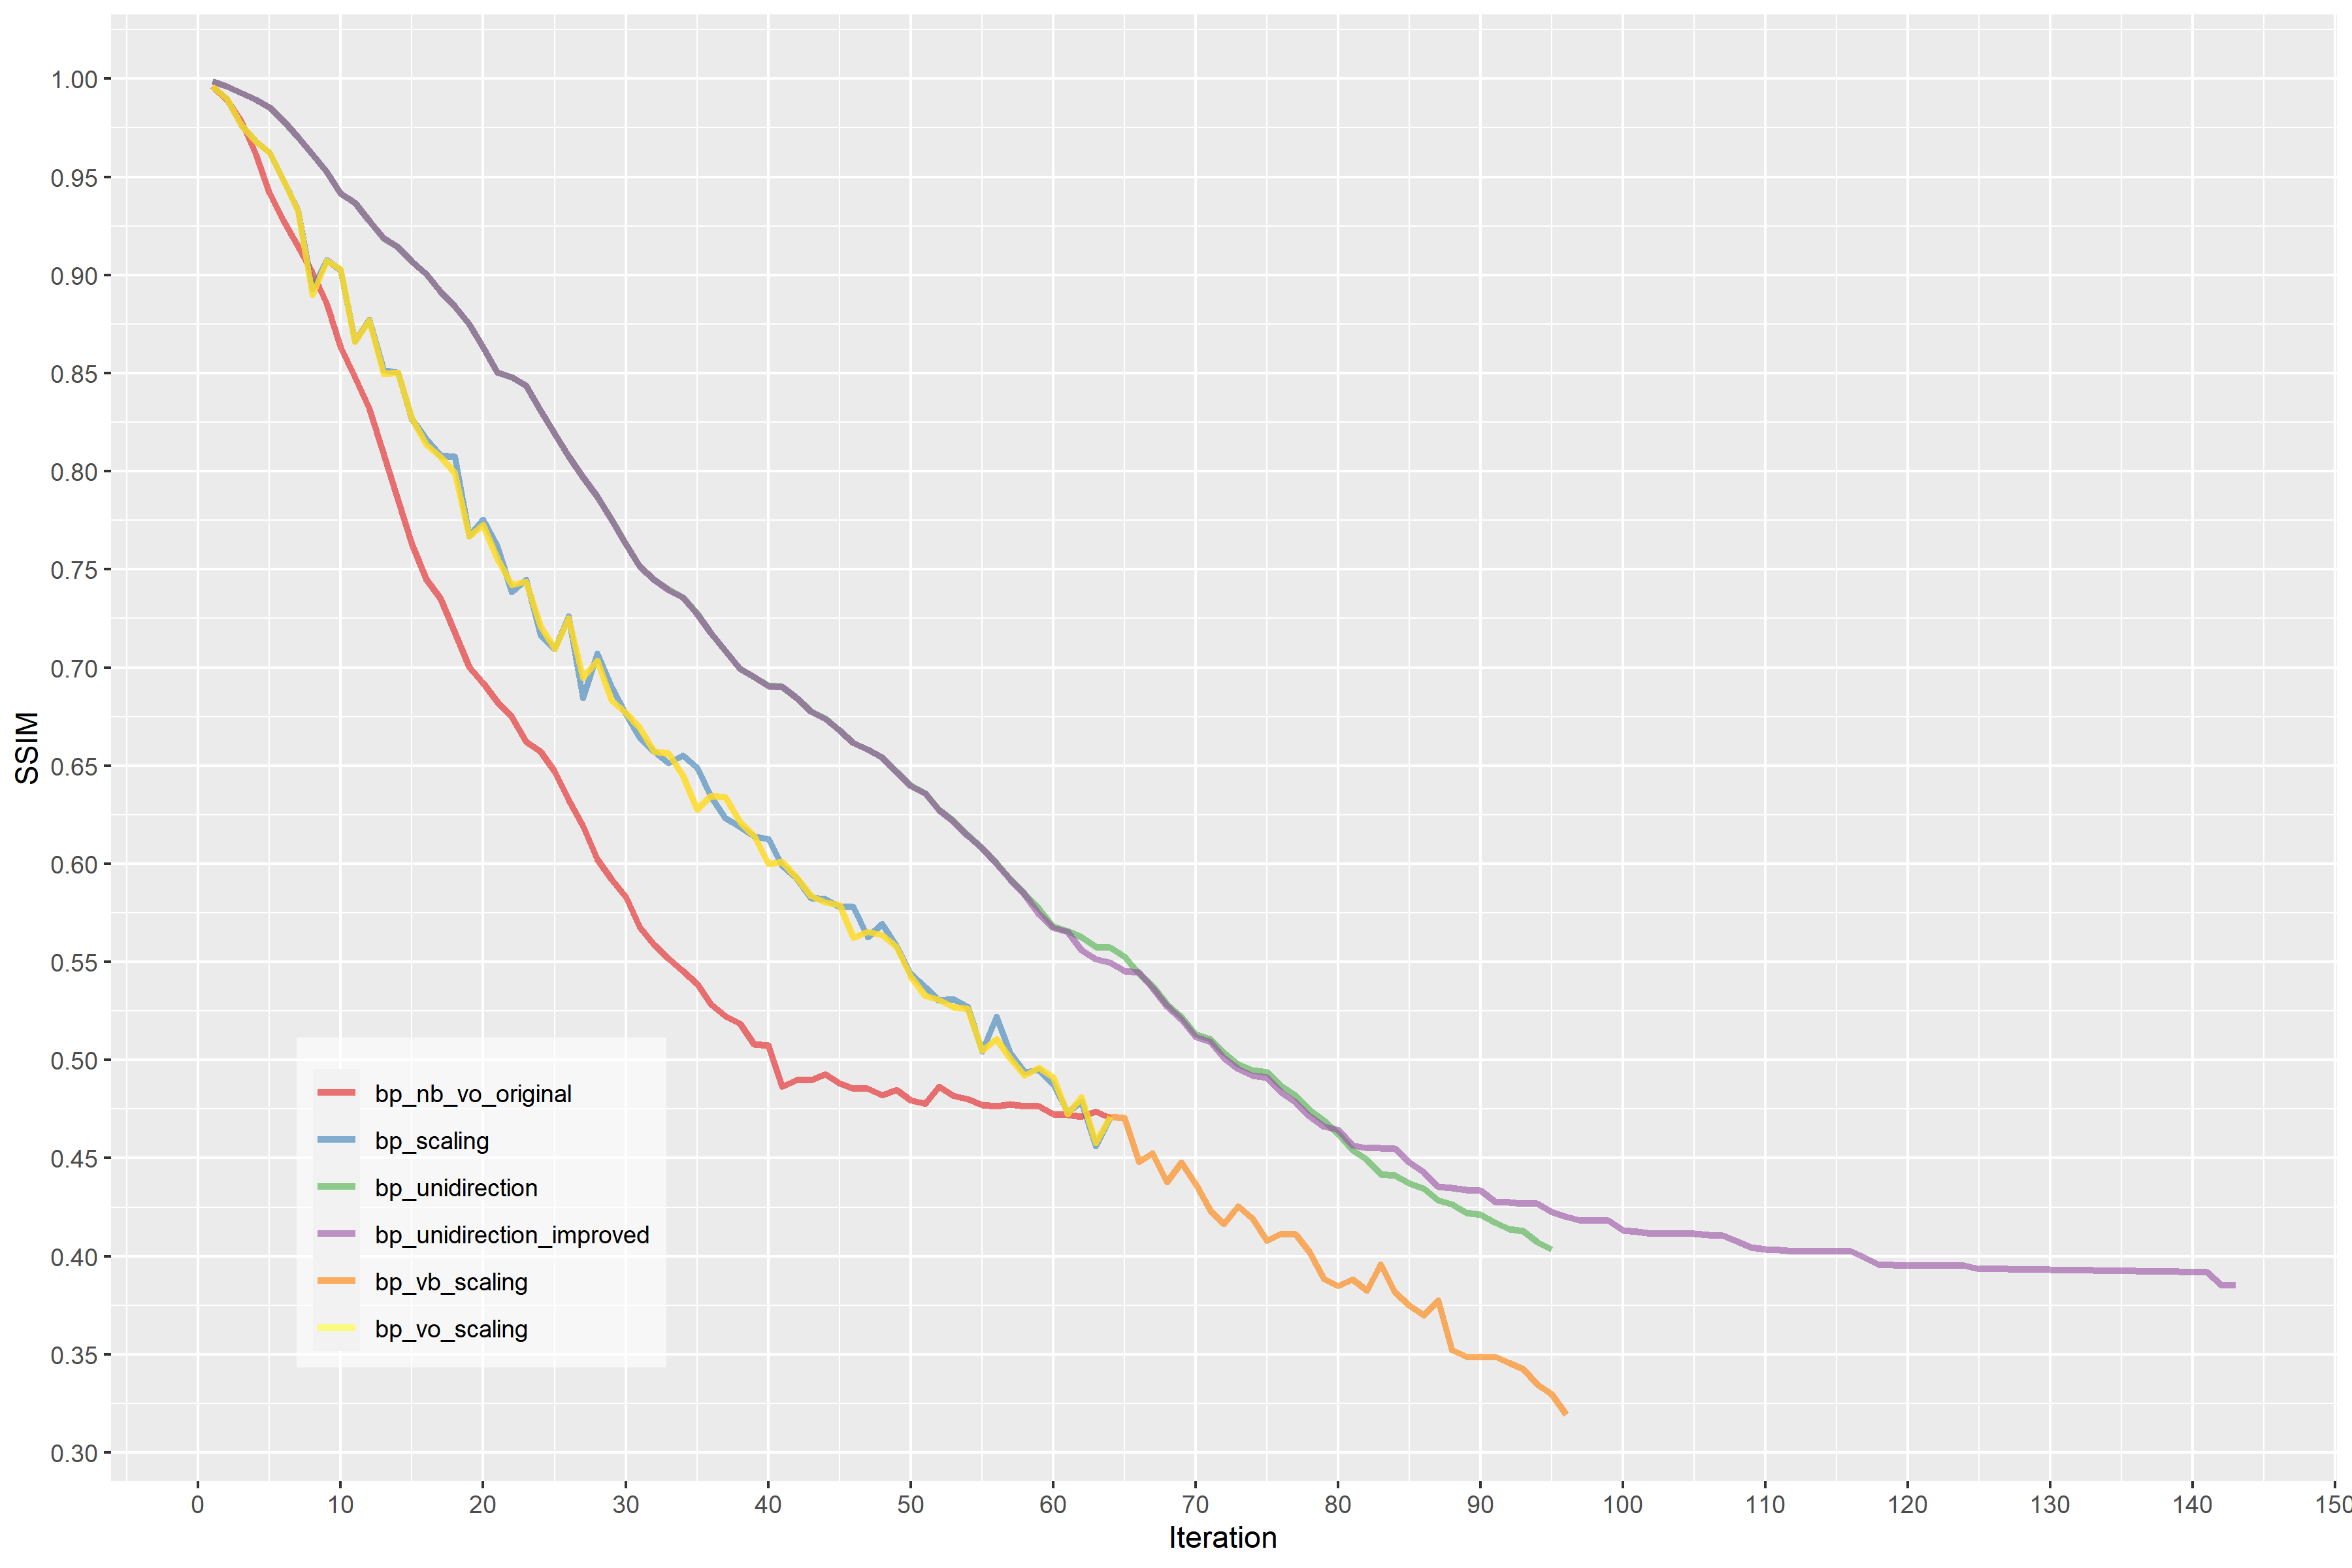 1.00
0.95
0.90
0.85
0.80
0.75
0.70
0.65
0.60
0.55
0.50
0.45
0.40
0.35
0.30
SSIM
bp_nb_vo_original
bp_scaling
bp_unidirection
bp_unidirection_improved
bp_vb_scaling
bp_vo_scaling
0 10 20 30 40 50 60 70 80 90 100 110 120 130 140 150
Iteration